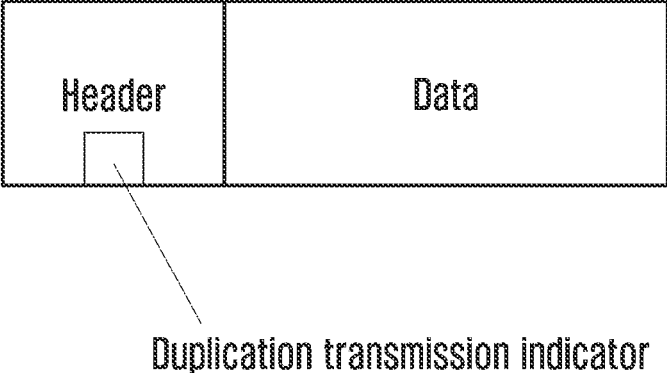 Header
Data
Duplication transmission indicator